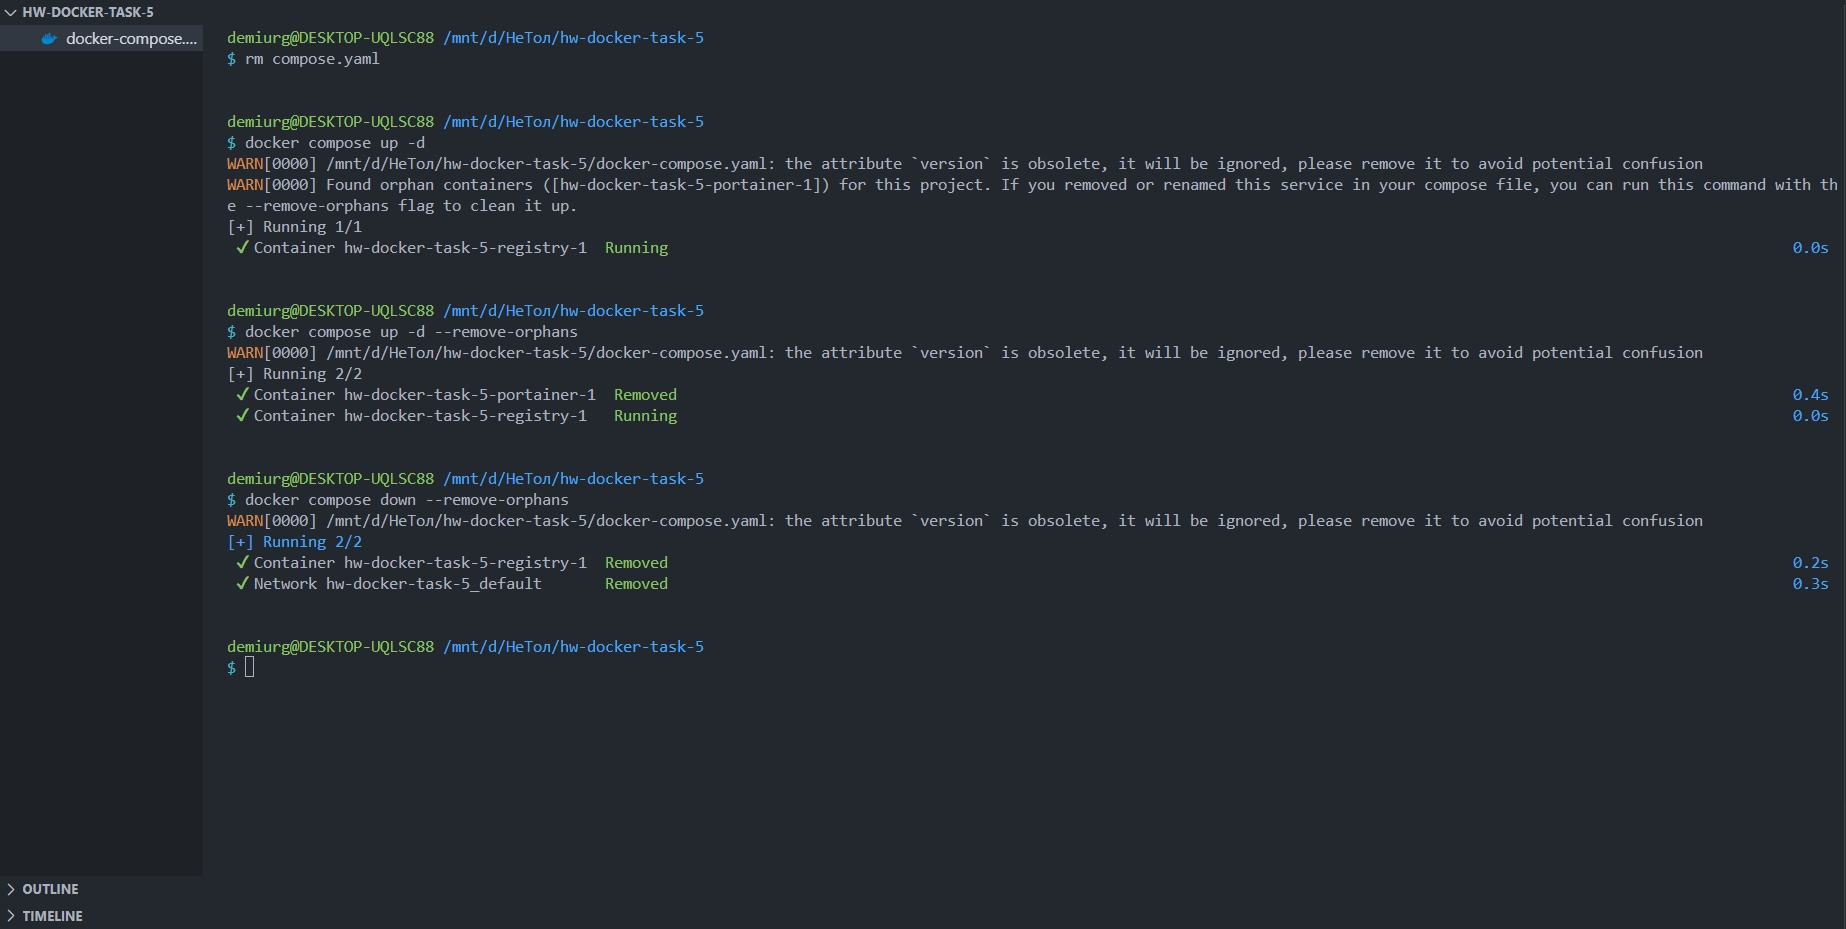 HW-DOCKER-TASK-5
docker-compose....
demiurg@DESKTOP-UQLSC88 /mnt/d/НеТол/hw-docker-task-5
$ rm compose.yaml
demiurg@DESKTOP-UQLSC88 /mnt/d/НеТол/hw-docker-task-5
$ docker compose up -d
WARN[0000] /mnt/d/НеТол/hw-docker-task-5/docker-compose.yaml: the attribute `version` is obsolete, it will be ignored, please remove it to avoid potential confusion
WARN[0000] Found orphan containers ([hw-docker-task-5-portainer-1]) for this project. If you removed or renamed this service in your compose file, you can run this command with th
e --remove-orphans flag to clean it up.
[+] Running 1/1
✔ Container hw-docker-task-5-registry-1 Running 0.0s
demiurg@DESKTOP-UQLSC88 /mnt/d/НеТол/hw-docker-task-5
$ docker compose up -d --remove-orphans
WARN[0000] /mnt/d/НеТол/hw-docker-task-5/docker-compose.yaml: the attribute `version` is obsolete, it will be ignored, please remove it to avoid potential confusion
[+] Running 2/2
✔ Container hw-docker-task-5-portainer-1 Removed 0.4s
✔ Container hw-docker-task-5-registry-1 Running 0.0s
demiurg@DESKTOP-UQLSC88 /mnt/d/НеТол/hw-docker-task-5
$ docker compose down --remove-orphans
WARN[0000] /mnt/d/НеТол/hw-docker-task-5/docker-compose.yaml: the attribute `version` is obsolete, it will be ignored, please remove it to avoid potential confusion
[+] Running 2/2
✔ Container hw-docker-task-5-registry-1 Removed 0.2s
✔ Network hw-docker-task-5_default Removed 0.3s
demiurg@DESKTOP-UQLSC88 /mnt/d/НеТол/hw-docker-task-5
$
OUTLINE
TIMELINE